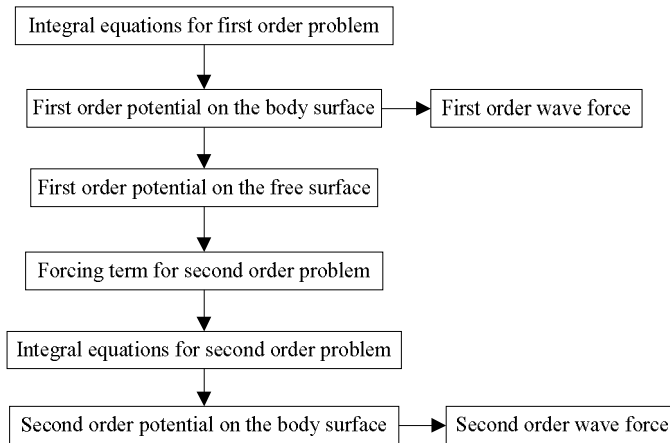 Integral equations for first order problem
First order potential on the body surface
First order wave force
First order potential on the free surface
Forcing term for second order problem
Integral equations for second order problem
Second order potential on the body surface
Second order wave force